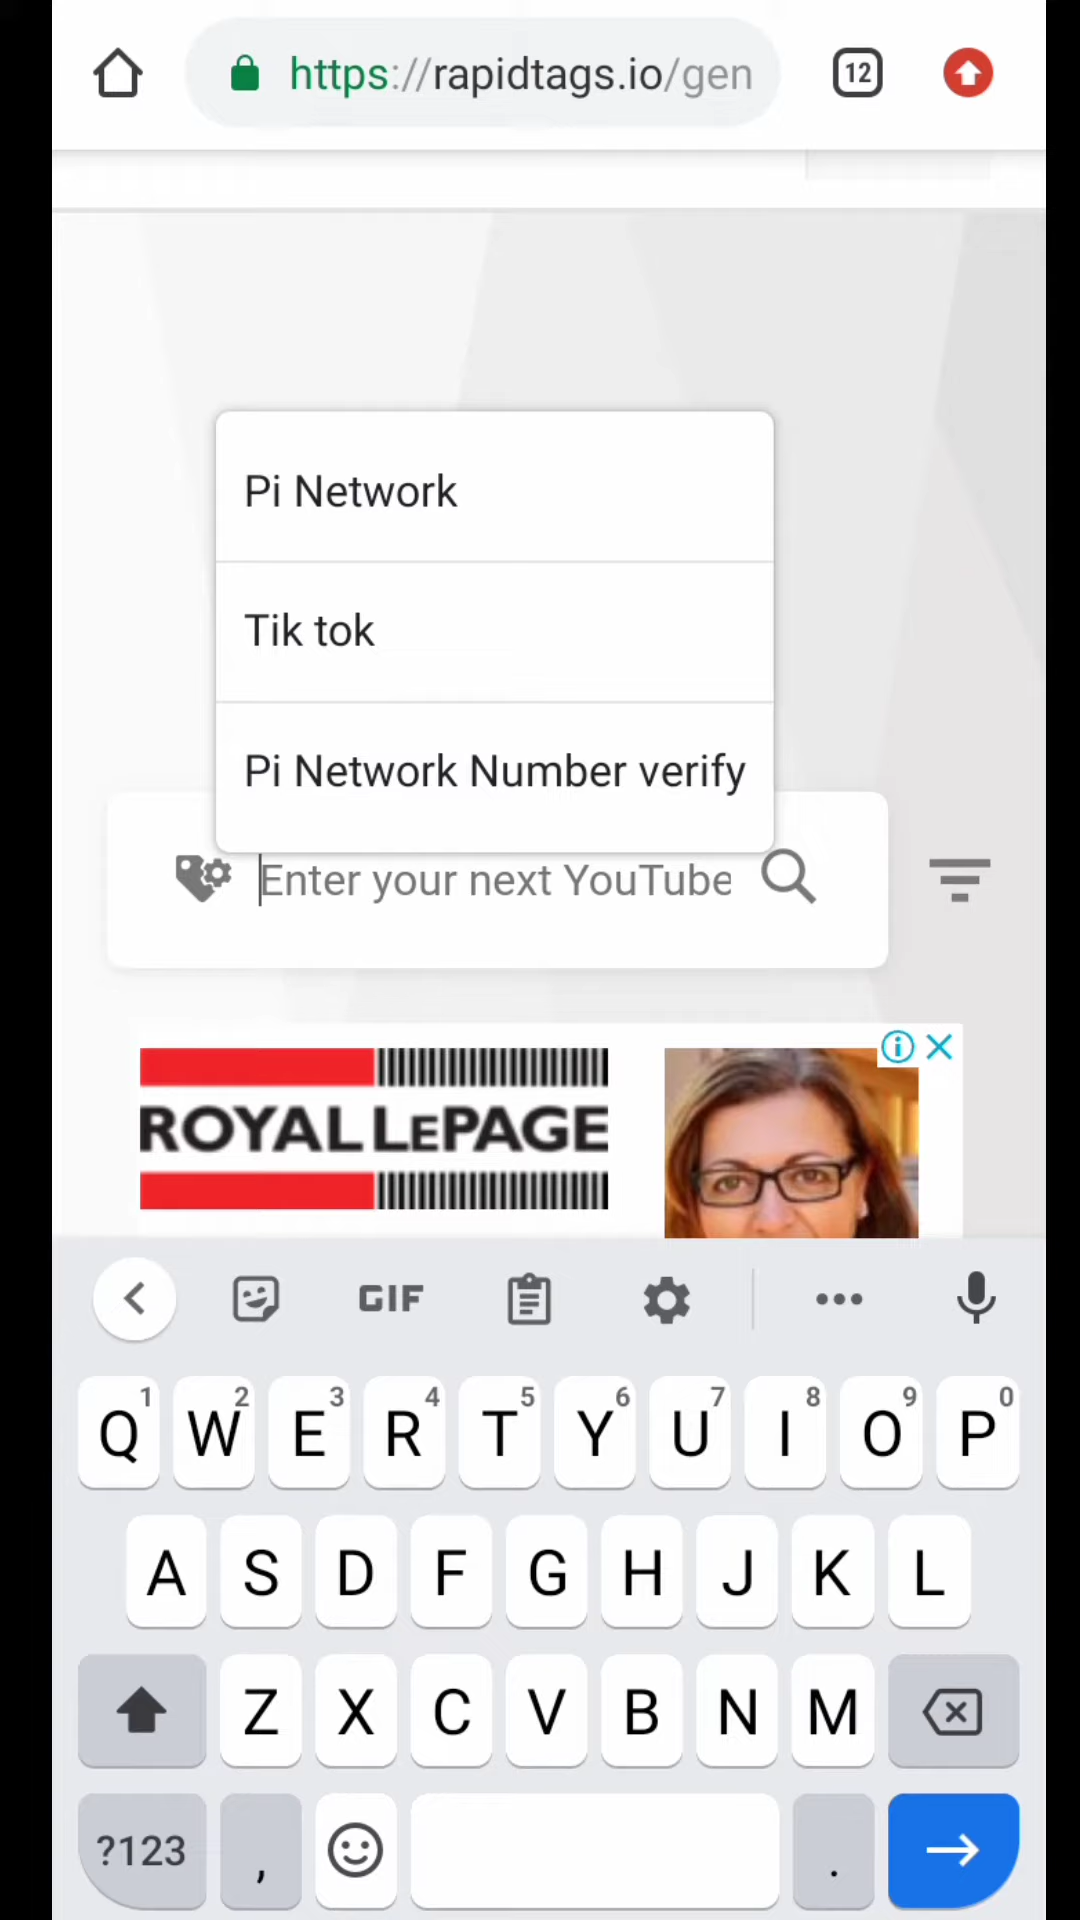 https://rapidtags.io/gen
12
Pi Network
Tik tok
Pi Network Number verify
Enter your next YouTube
ROYAL LEPAGE
GIF
1 2 3 4 5 6 7 8 9 0
Q W E R T Y U I O P
A S D F G H J K L
Z X C V B N M
?123 , .